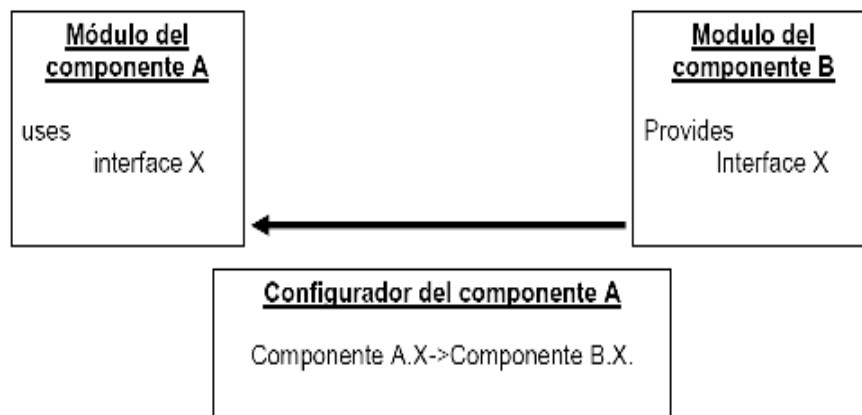 Módulo del
componente A
uses
interface X
Modulo del
componente B
Provides
Interface X
Configurador del componente A
Componente A.X->Componente B.X.